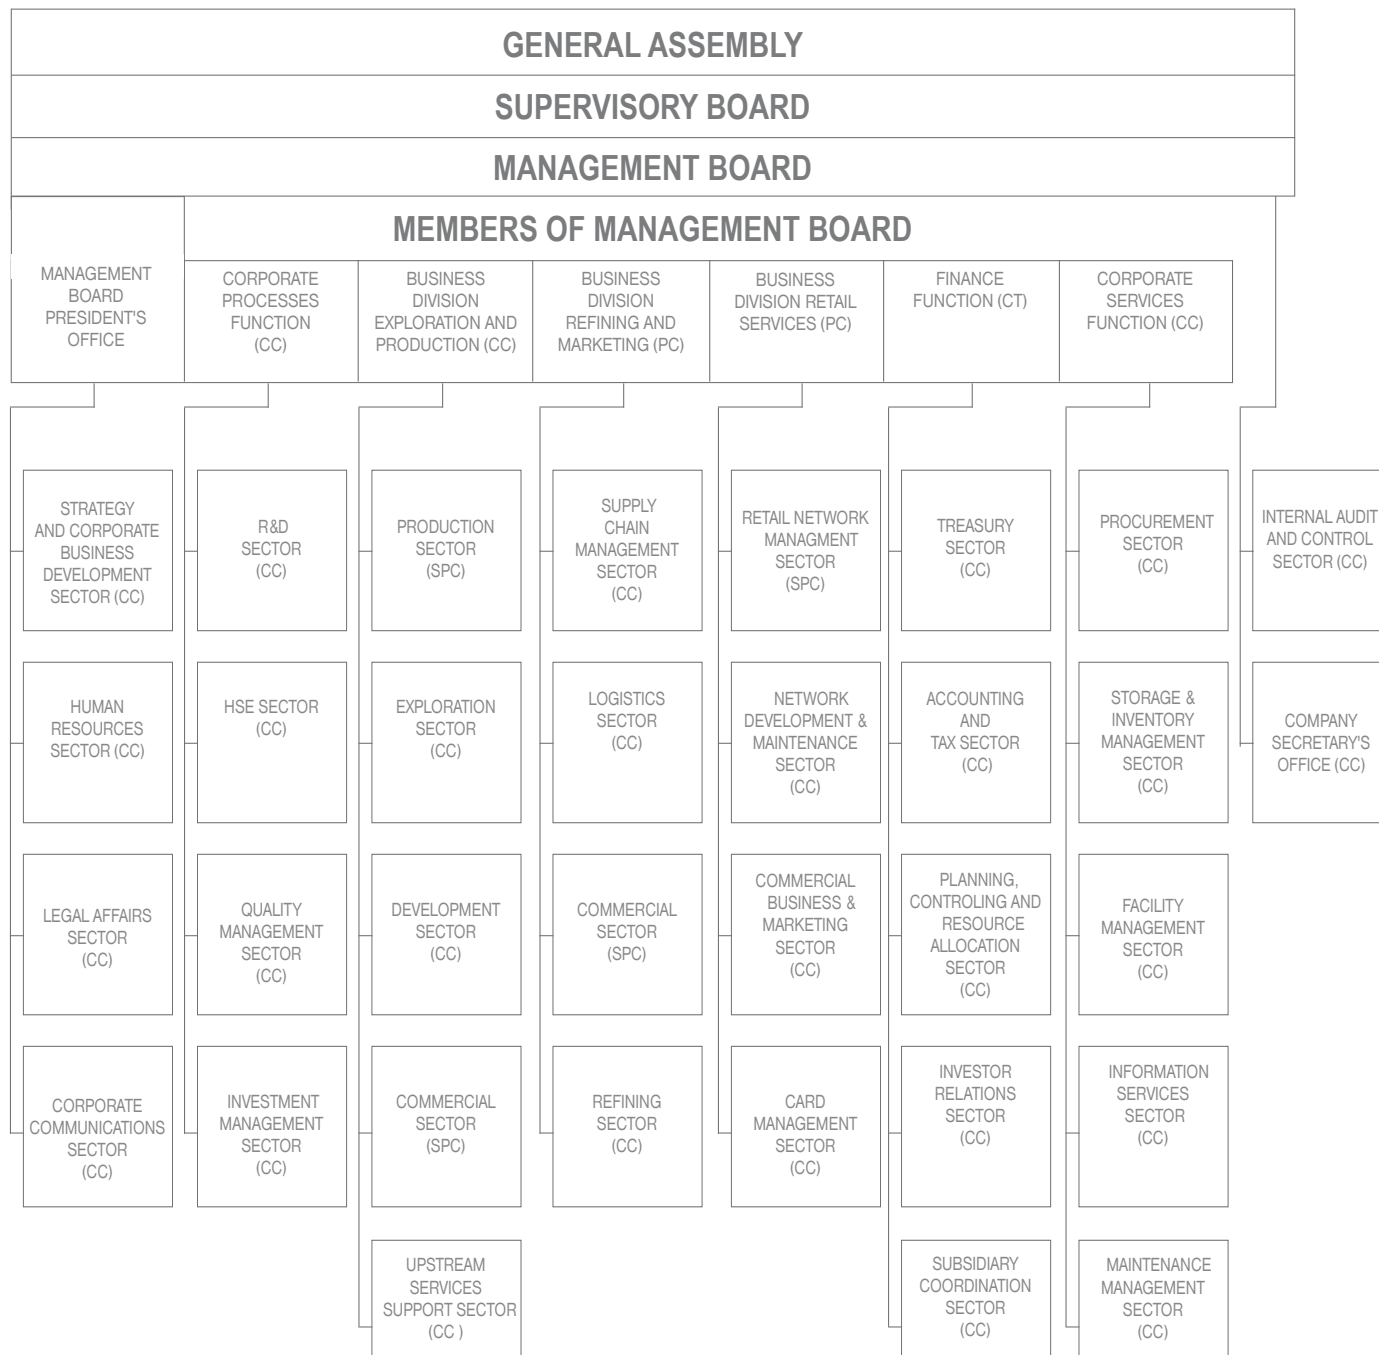 GENERAL ASSEMBLY
SUPERVISORY BOARD
MANAGEMENT BOARD
MEMBERS OF MANAGEMENT BOARD
MANAGEMENT
BOARD
PRESIDENT'S
OFFICE
CORPORATE
PROCESSES
FUNCTION
(CC)
BUSINESS
DIVISION
EXPLORATION AND
PRODUCTION (CC)
BUSINESS
DIVISION
REFINING AND
MARKETING (PC)
BUSINESS
DIVISION RETAIL
SERVICES (PC)
FINANCE
FUNCTION (CT)
CORPORATE
SERVICES
FUNCTION (CC)
STRATEGY
AND CORPORATE
BUSINESS
DEVELOPMENT
SECTOR (CC)
R&D
SECTOR
(CC)
PRODUCTION
SECTOR
(SPC)
SUPPLY
CHAIN
MANAGEMENT
SECTOR
(CC)
RETAIL NETWORK
MANAGMENT
SECTOR
(SPC)
TREASURY
SECTOR
(CC)
PROCUREMENT
SECTOR
(CC)
INTERNAL AUDIT
AND CONTROL
SECTOR (CC)
HUMAN
RESOURCES
SECTOR (CC)
HSE SECTOR
(CC)
EXPLORATION
SECTOR
(CC)
LOGISTICS
SECTOR
(CC)
NETWORK
DEVELOPMENT &
MAINTENANCE
SECTOR
(CC)
ACCOUNTING
AND
TAX SECTOR
(CC)
STORAGE &
INVENTORY
MANAGEMENT
SECTOR
(CC)
COMPANY
SECRETARY'S
OFFICE (CC)
LEGAL AFFAIRS
SECTOR
(CC)
QUALITY
MANAGEMENT
SECTOR
(CC)
DEVELOPMENT
SECTOR
(CC)
COMMERCIAL
SECTOR
(SPC)
COMMERCIAL
BUSINESS &
MARKETING
SECTOR
(CC)
PLANNING,
CONTROLING AND
RESOURCE
ALLOCATION
SECTOR
(CC)
FACILITY
MANAGEMENT
SECTOR
(CC)
CORPORATE
COMMUNICATIONS
SECTOR
(CC)
INVESTMENT
MANAGEMENT
SECTOR
(CC)
COMMERCIAL
SECTOR
(SPC)
REFINING
SECTOR
(CC)
CARD
MANAGEMENT
SECTOR
(CC)
INVESTOR
RELATIONS
SECTOR
(CC)
INFORMATION
SERVICES
SECTOR
(CC)
UPSTREAM
SERVICES
SUPPORT SECTOR
(CC )
SUBSIDIARY
COORDINATION
SECTOR
(CC)
MAINTENANCE
MANAGEMENT
SECTOR
(CC)